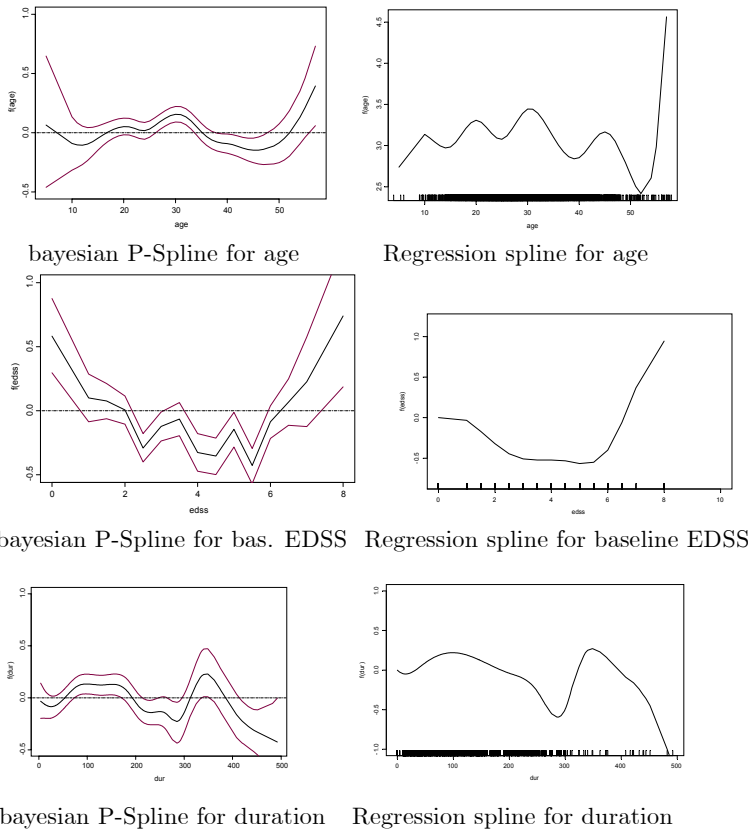 f(age)
1.0
0.5
0.0
-0.5
10 20 30 40 50
age
f(age)
4.5
3.5
3.0
2.5
10 20 30 40 50
age
bayesian P-Spline for age
Regression spline for age
f(edss)
1.0
0.5
0.0
-0.5
0 2 4 6 8
edss
f(edss)
1.0
0.5
0.0
-0.5
0 2 4 6 8 10
edss
bayesian P-Spline for bas. EDSS
Regression spline for baseline EDSS
f(dur)
1.0
0.5
0.0
-0.5
0 100 200 300 400 500
dur
f(dur)
1.0
0.5
0.0
-0.5
-1.0
0 100 200 300 400 500
dur
bayesian P-Spline for duration
Regression spline for duration